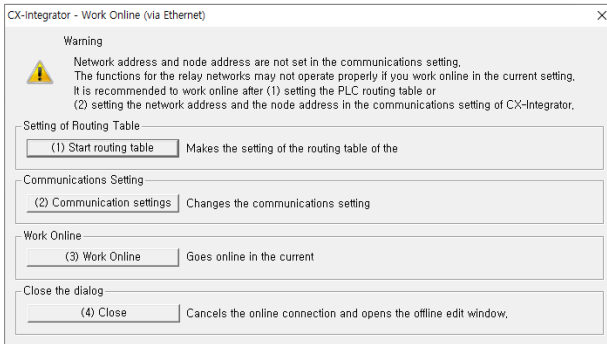 CX-Integrator - Work Online (via Ethernet)
Warning
Network address and node address are not set in the communications setting.
The functions for the relay networks may not operate properly if you work online in the current setting.
It is recommended to work online after (1) setting the PLC routing table or
(2) setting the network address and the node address in the communications setting of CX-Integrator.
Setting of Routing Table
(1) Start routing table Makes the setting of the routing table of the
Communications Setting
(2) Communication settings Changes the communications setting
Work Online
(3) Work Online Goes online in the current
Close the dialog
(4) Close Cancels the online connection and opens the offline edit window.